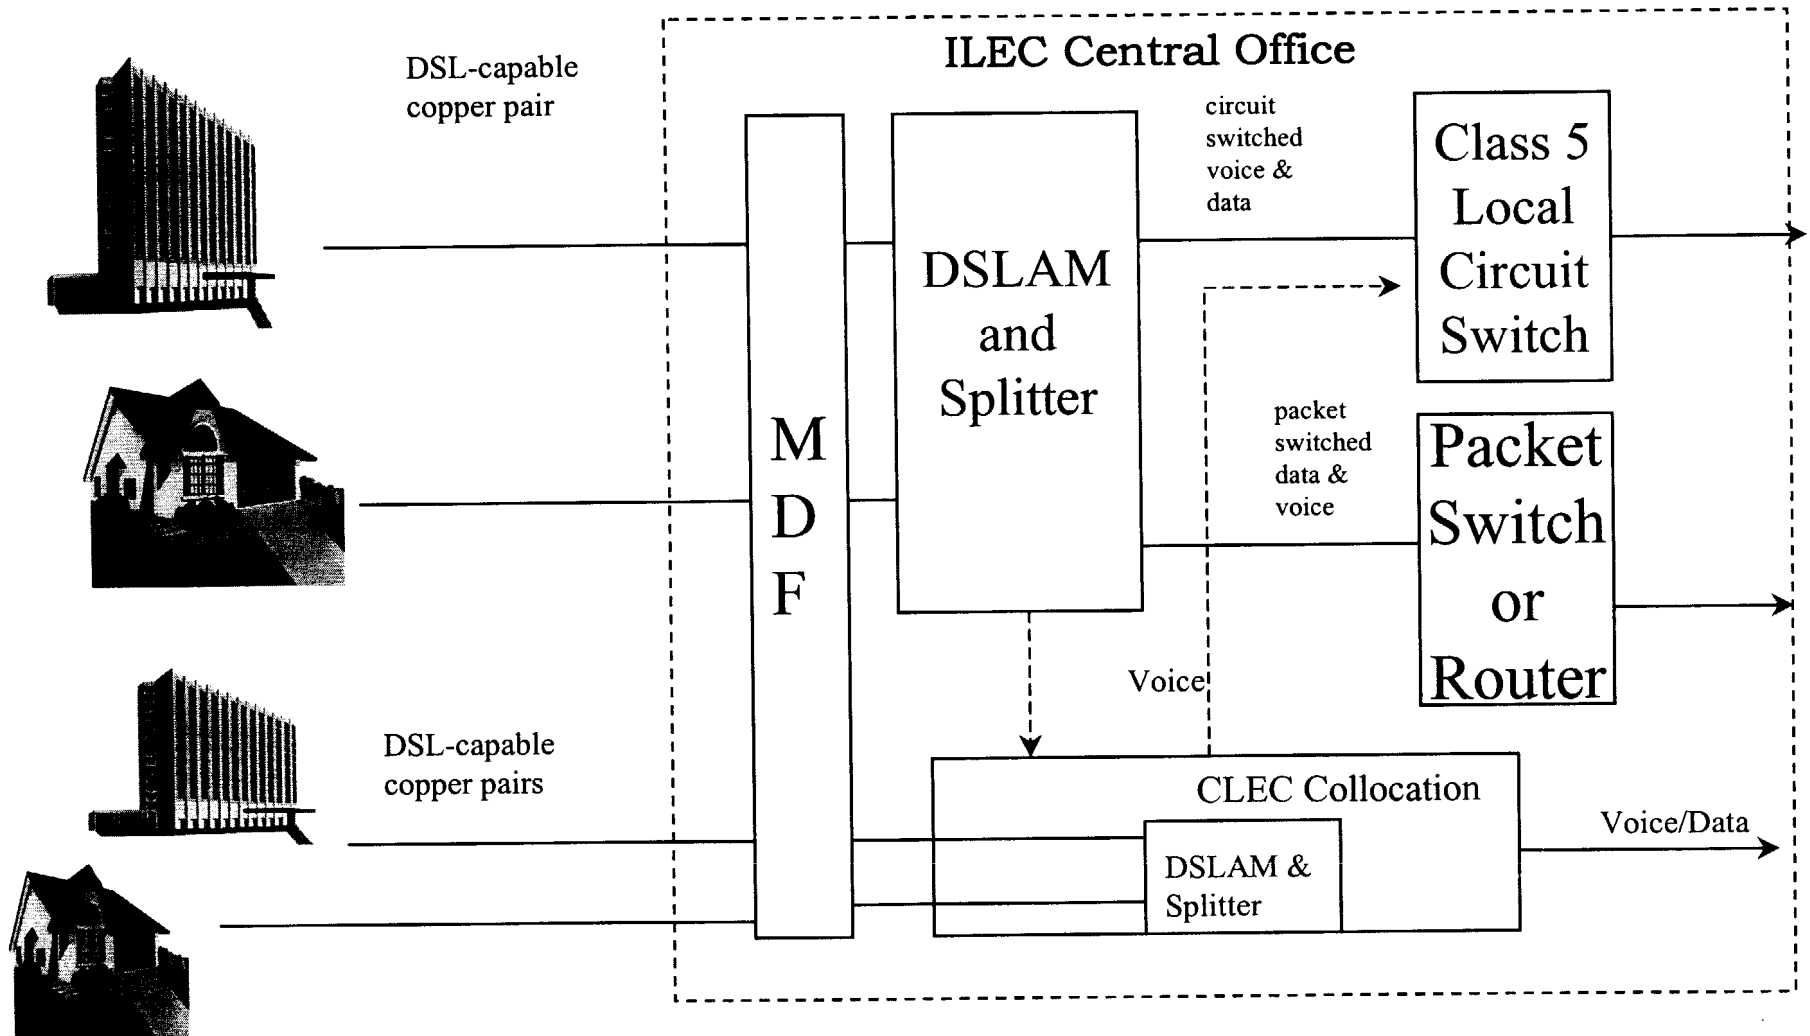 ILEC Central Office
DSL-capable
copper pair
circuit
switched
voice &
data
Class 5
Local
Circuit
Switch
DSLAM
and
Splitter
M
D
F
packet
switched
data &
voice
Packet
Switch
or
Router
Voice
DSL-capable
copper pairs
CLEC Collocation
Voice/Data
DSLAM &
Splitter